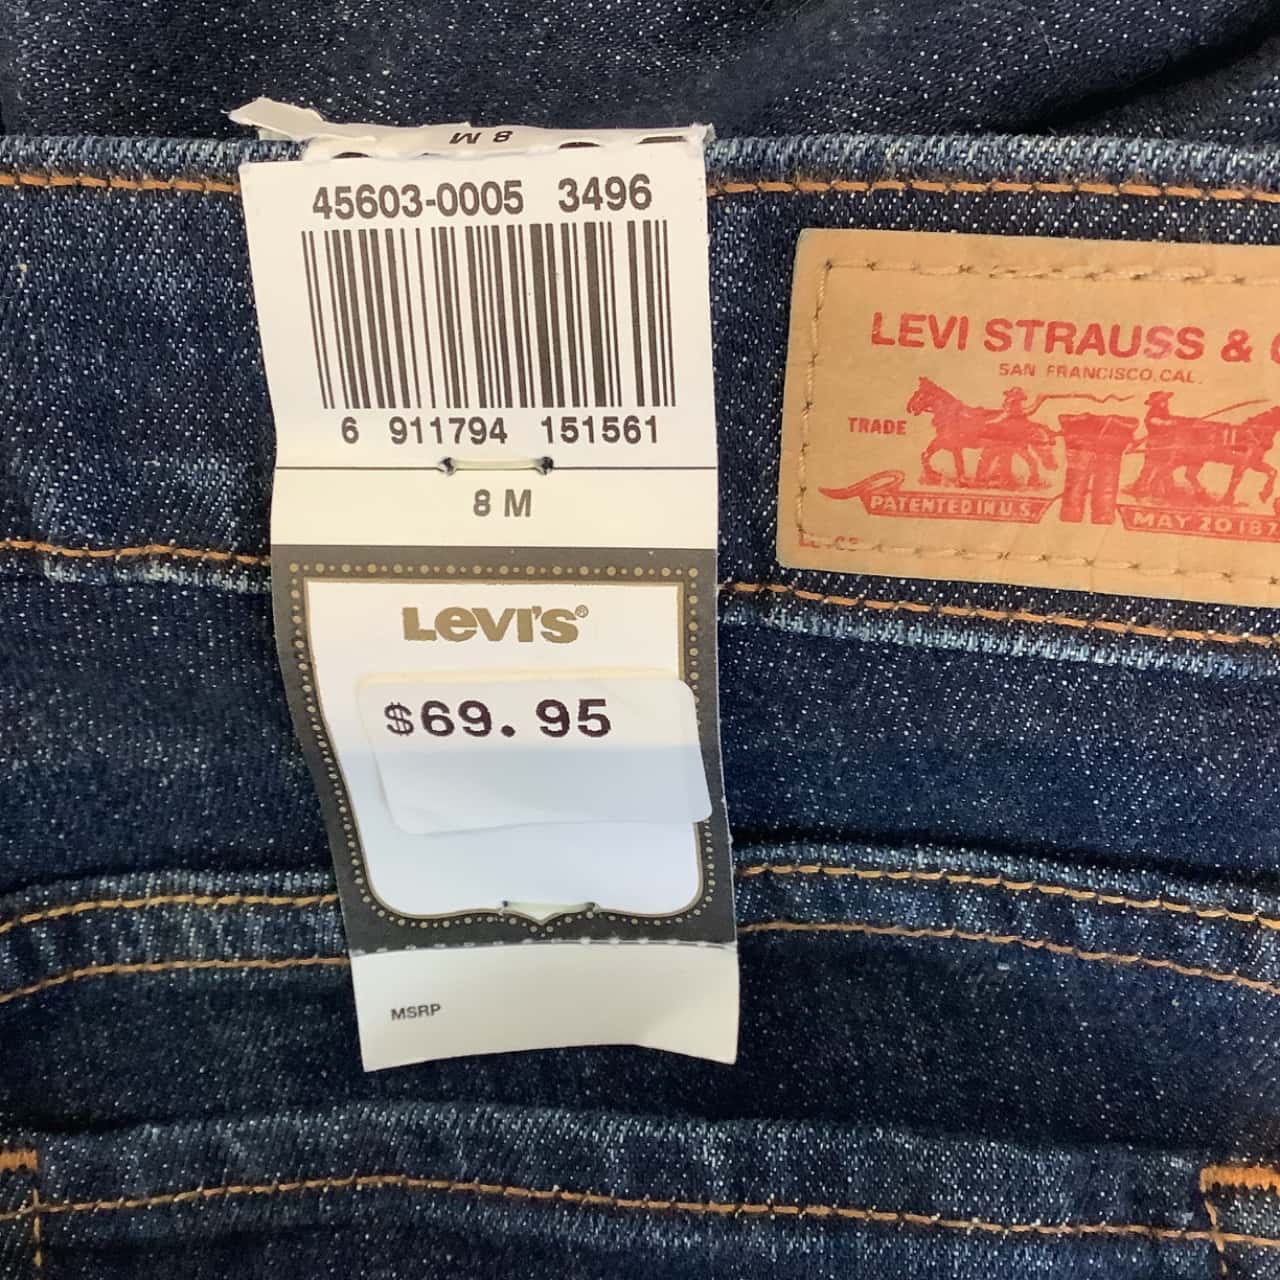 8 M
45603-0005 3496
6 911794 151561
8 M
LEVI'S®
$69.95
MSRP
LEVI STRAUSS &
SAN FRANCISCO, CAL.
TRADE
PATENTED IN U.S.
MAY 20 187